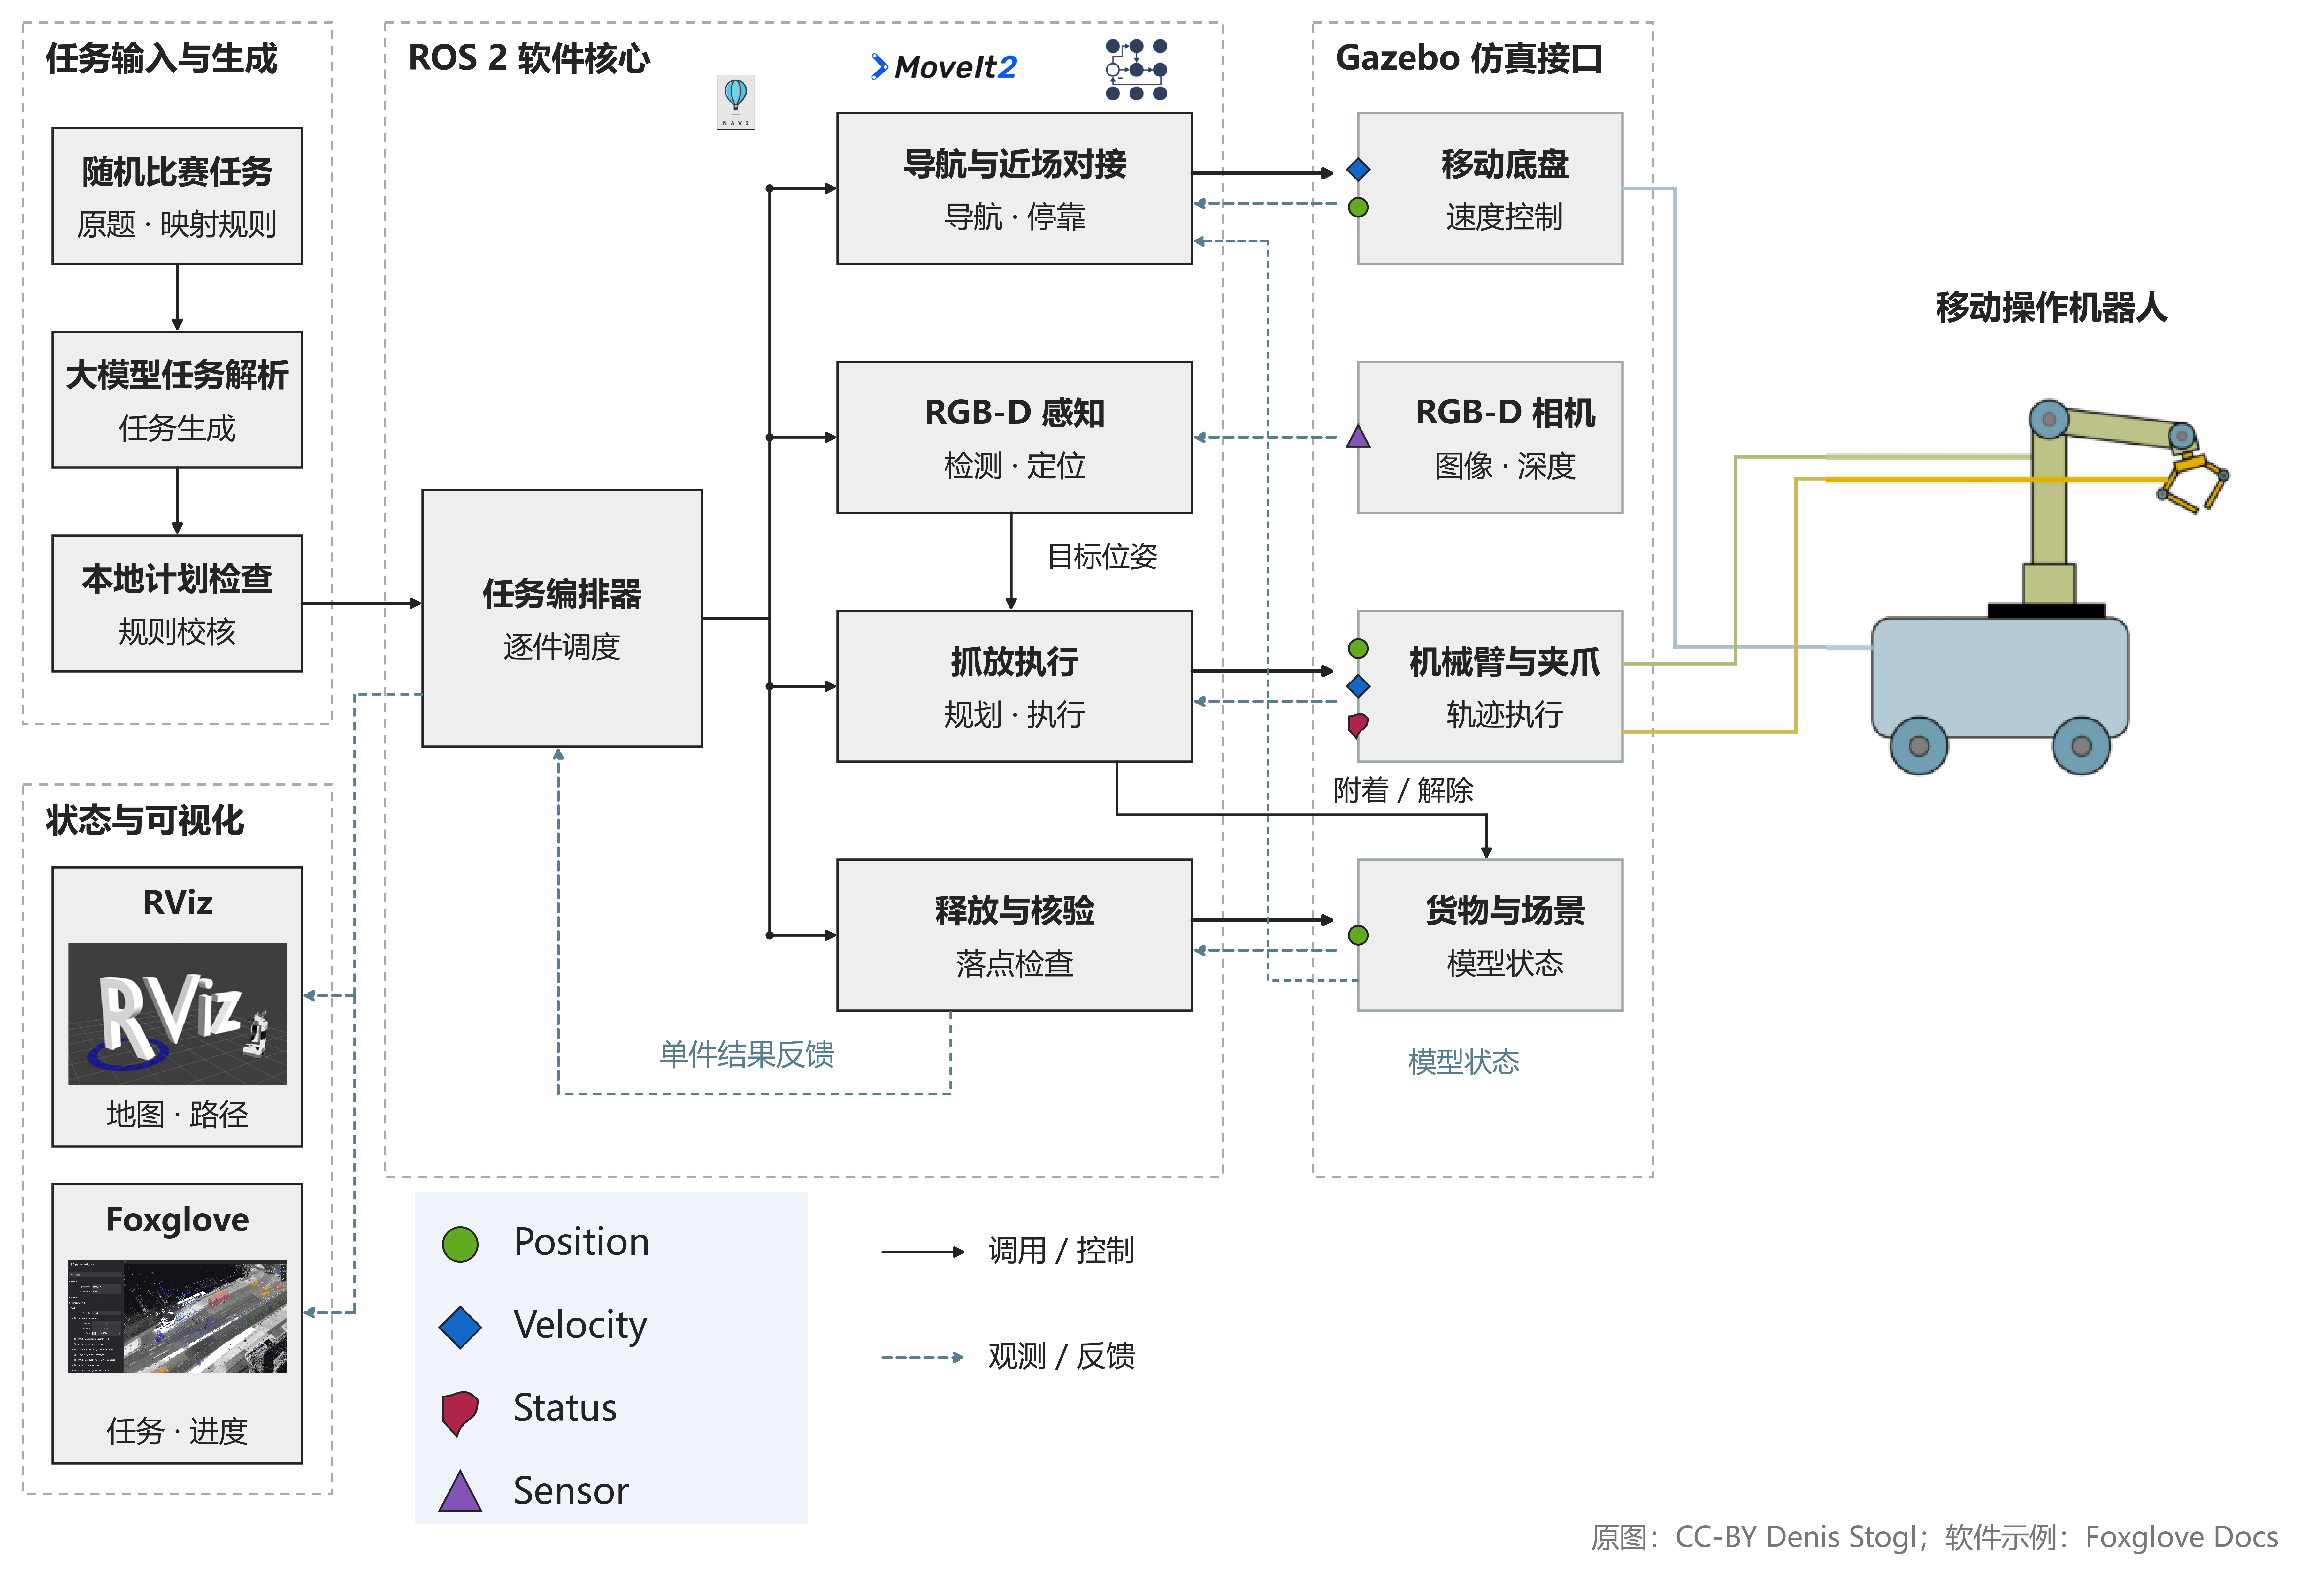 任务输入与生成
随机比赛任务
原题 · 映射规则
大模型任务解析
任务生成
本地计划检查
规则校核
状态与可视化
RViz
RViz
地图 · 路径
Foxglove
任务 · 进度
ROS 2 软件核心
NAV2
MoveIt2
任务编排器
逐件调度
导航与近场对接
导航 · 停靠
RGB-D 感知
检测 · 定位
目标位姿
抓放执行
规划 · 执行
附着 / 解除
释放与核验
落点检查
单件结果反馈
Gazebo 仿真接口
移动底盘
速度控制
RGB-D 相机
图像 · 深度
机械臂与夹爪
轨迹执行
货物与场景
模型状态
模型状态
移动操作机器人
Position
Velocity
Status
Sensor
调用 / 控制
观测 / 反馈
原图：CC-BY Denis Stogl；软件示例：Foxglove Docs